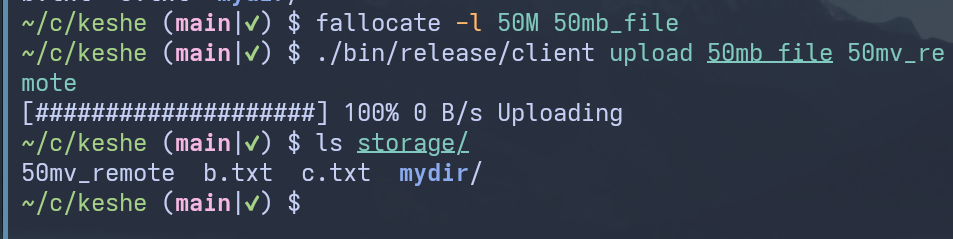 ~/c/keshe (main|✔) $ fallocate -l 50M 50mb_file
~/c/keshe (main|✔) $ ./bin/release/client upload 50mb_file 50mv_re
mote
[####################] 100% 0 B/s Uploading
~/c/keshe (main|✔) $ ls storage/
50mv_remote  b.txt  c.txt  mydir/
~/c/keshe (main|✔) $